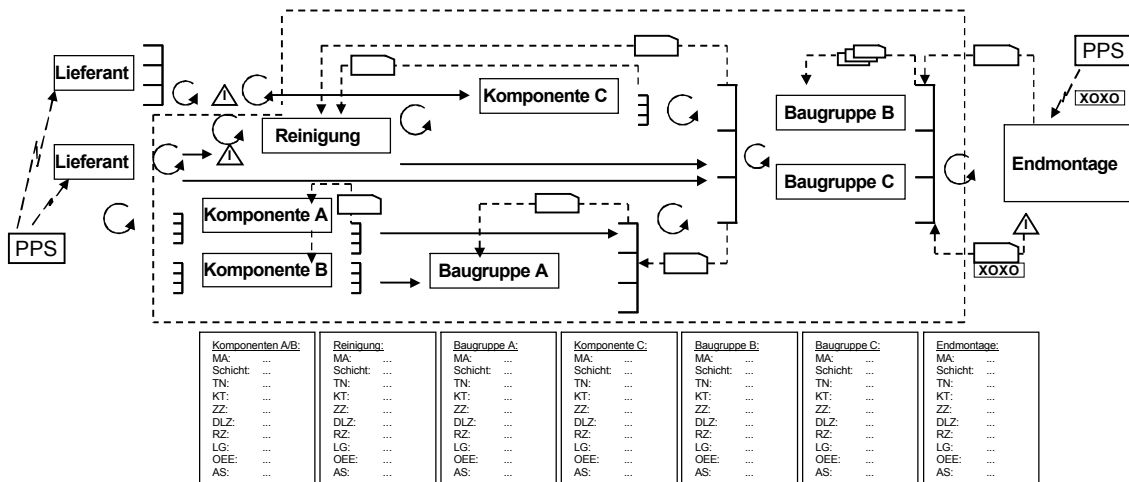 PPS
Lieferant
XOXO
Komponente C
Baugruppe B
Reinigung
Lieferant
Endmontage
Baugruppe C
Komponente A
PPS
Komponente B
Baugruppe A
XOXO
I
I
I
Komponenten A/B:
MA: ...
Schicht: ...
TN: ...
KT: ...
ZZ: ...
DLZ: ...
RZ: ...
LG: ...
OEE: ...
AS: ...
Reinigung:
MA: ...
Schicht: ...
TN: ...
KT: ...
ZZ: ...
DLZ: ...
RZ: ...
LG: ...
OEE: ...
AS: ...
Baugruppe A:
MA: ...
Schicht: ...
TN: ...
KT: ...
ZZ: ...
DLZ: ...
RZ: ...
LG: ...
OEE: ...
AS: ...
Komponente C:
MA: ...
Schicht: ...
TN: ...
KT: ...
ZZ: ...
DLZ: ...
RZ: ...
LG: ...
OEE: ...
AS: ...
Baugruppe B:
MA: ...
Schicht: ...
TN: ...
KT: ...
ZZ: ...
DLZ: ...
RZ: ...
LG: ...
OEE: ...
AS: ...
Baugruppe C:
MA: ...
Schicht: ...
TN: ...
KT: ...
ZZ: ...
DLZ: ...
RZ: ...
LG: ...
OEE: ...
AS: ...
Endmontage:
MA: ...
Schicht: ...
TN: ...
KT: ...
ZZ: ...
DLZ: ...
RZ: ...
LG: ...
OEE: ...
AS: ...